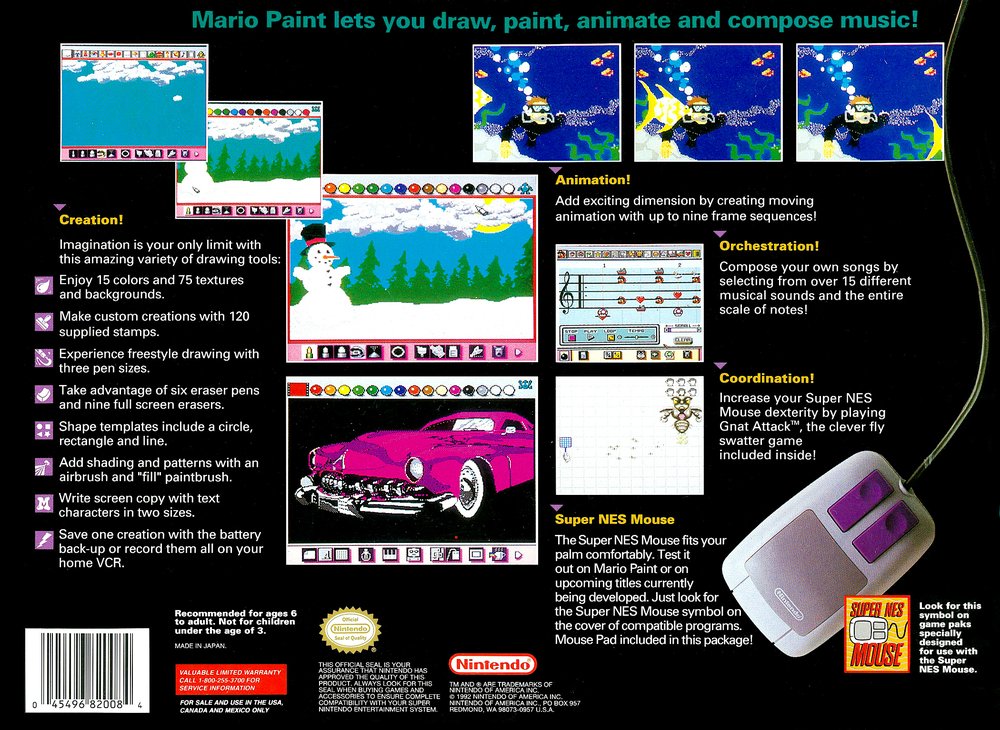 Mario Paint lets you draw, paint, animate and compose music!
Creation!
Imagination is your only limit with
this amazing variety of drawing tools:
Enjoy 15 colors and 75 textures
and backgrounds.
Make custom creations with 120
supplied stamps.
Experience freestyle drawing with
three pen sizes.
Take advantage of six eraser pens
and nine full screen erasers.
Shape templates include a circle,
rectangle and line.
Add shading and patterns with an
airbrush and "fill" paintbrush.
Write screen copy with text
characters in two sizes.
Save one creation with the battery
back-up or record them all on your
home VCR.
Animation!
Add exciting dimension by creating moving
animation with up to nine frame sequences!
1
2
STOP PLAY LOOP TEMPO
SCROLL
CLEAR
Orchestration!
Compose your own songs by
selecting from over 15 different
musical sounds and the entire
scale of notes!
Coordination!
Increase your Super NES
Mouse dexterity by playing
Gnat Attack™, the clever fly
swatter game
included inside!
Super NES Mouse
The Super NES Mouse fits your
palm comfortably. Test it
out on Mario Paint or on
upcoming titles currently
being developed. Just look for
the Super NES Mouse symbol on
the cover of compatible programs.
Mouse Pad included in this package!
Nintendo
SUPER NES
MOUSE
Look for this
symbol on
game paks
specially
designed
for use with
the Super
NES Mouse.
0 45496 82008 4
Recommended for ages 6
to adult. Not for children
under the age of 3.
MADE IN JAPAN.
VALUABLE LIMITED WARRANTY
CALL 1-800-255-3700 FOR
SERVICE INFORMATION
FOR SALE AND USE IN THE USA,
CANADA AND MEXICO ONLY
Official
Nintendo
Seal of Quality
THIS OFFICIAL SEAL IS YOUR
ASSURANCE THAT NINTENDO HAS
APPROVED THE QUALITY OF THIS
PRODUCT. ALWAYS LOOK FOR THIS
SEAL WHEN BUYING GAMES AND
ACCESSORIES TO ENSURE COMPLETE
COMPATIBILITY WITH YOUR SUPER
NINTENDO ENTERTAINMENT SYSTEM.
Nintendo®
TM AND ® ARE TRADEMARKS OF
NINTENDO OF AMERICA INC.
© 1992 NINTENDO OF AMERICA INC.
NINTENDO OF AMERICA INC., PO BOX 957
REDMOND, WA 98073-0957 U.S.A.